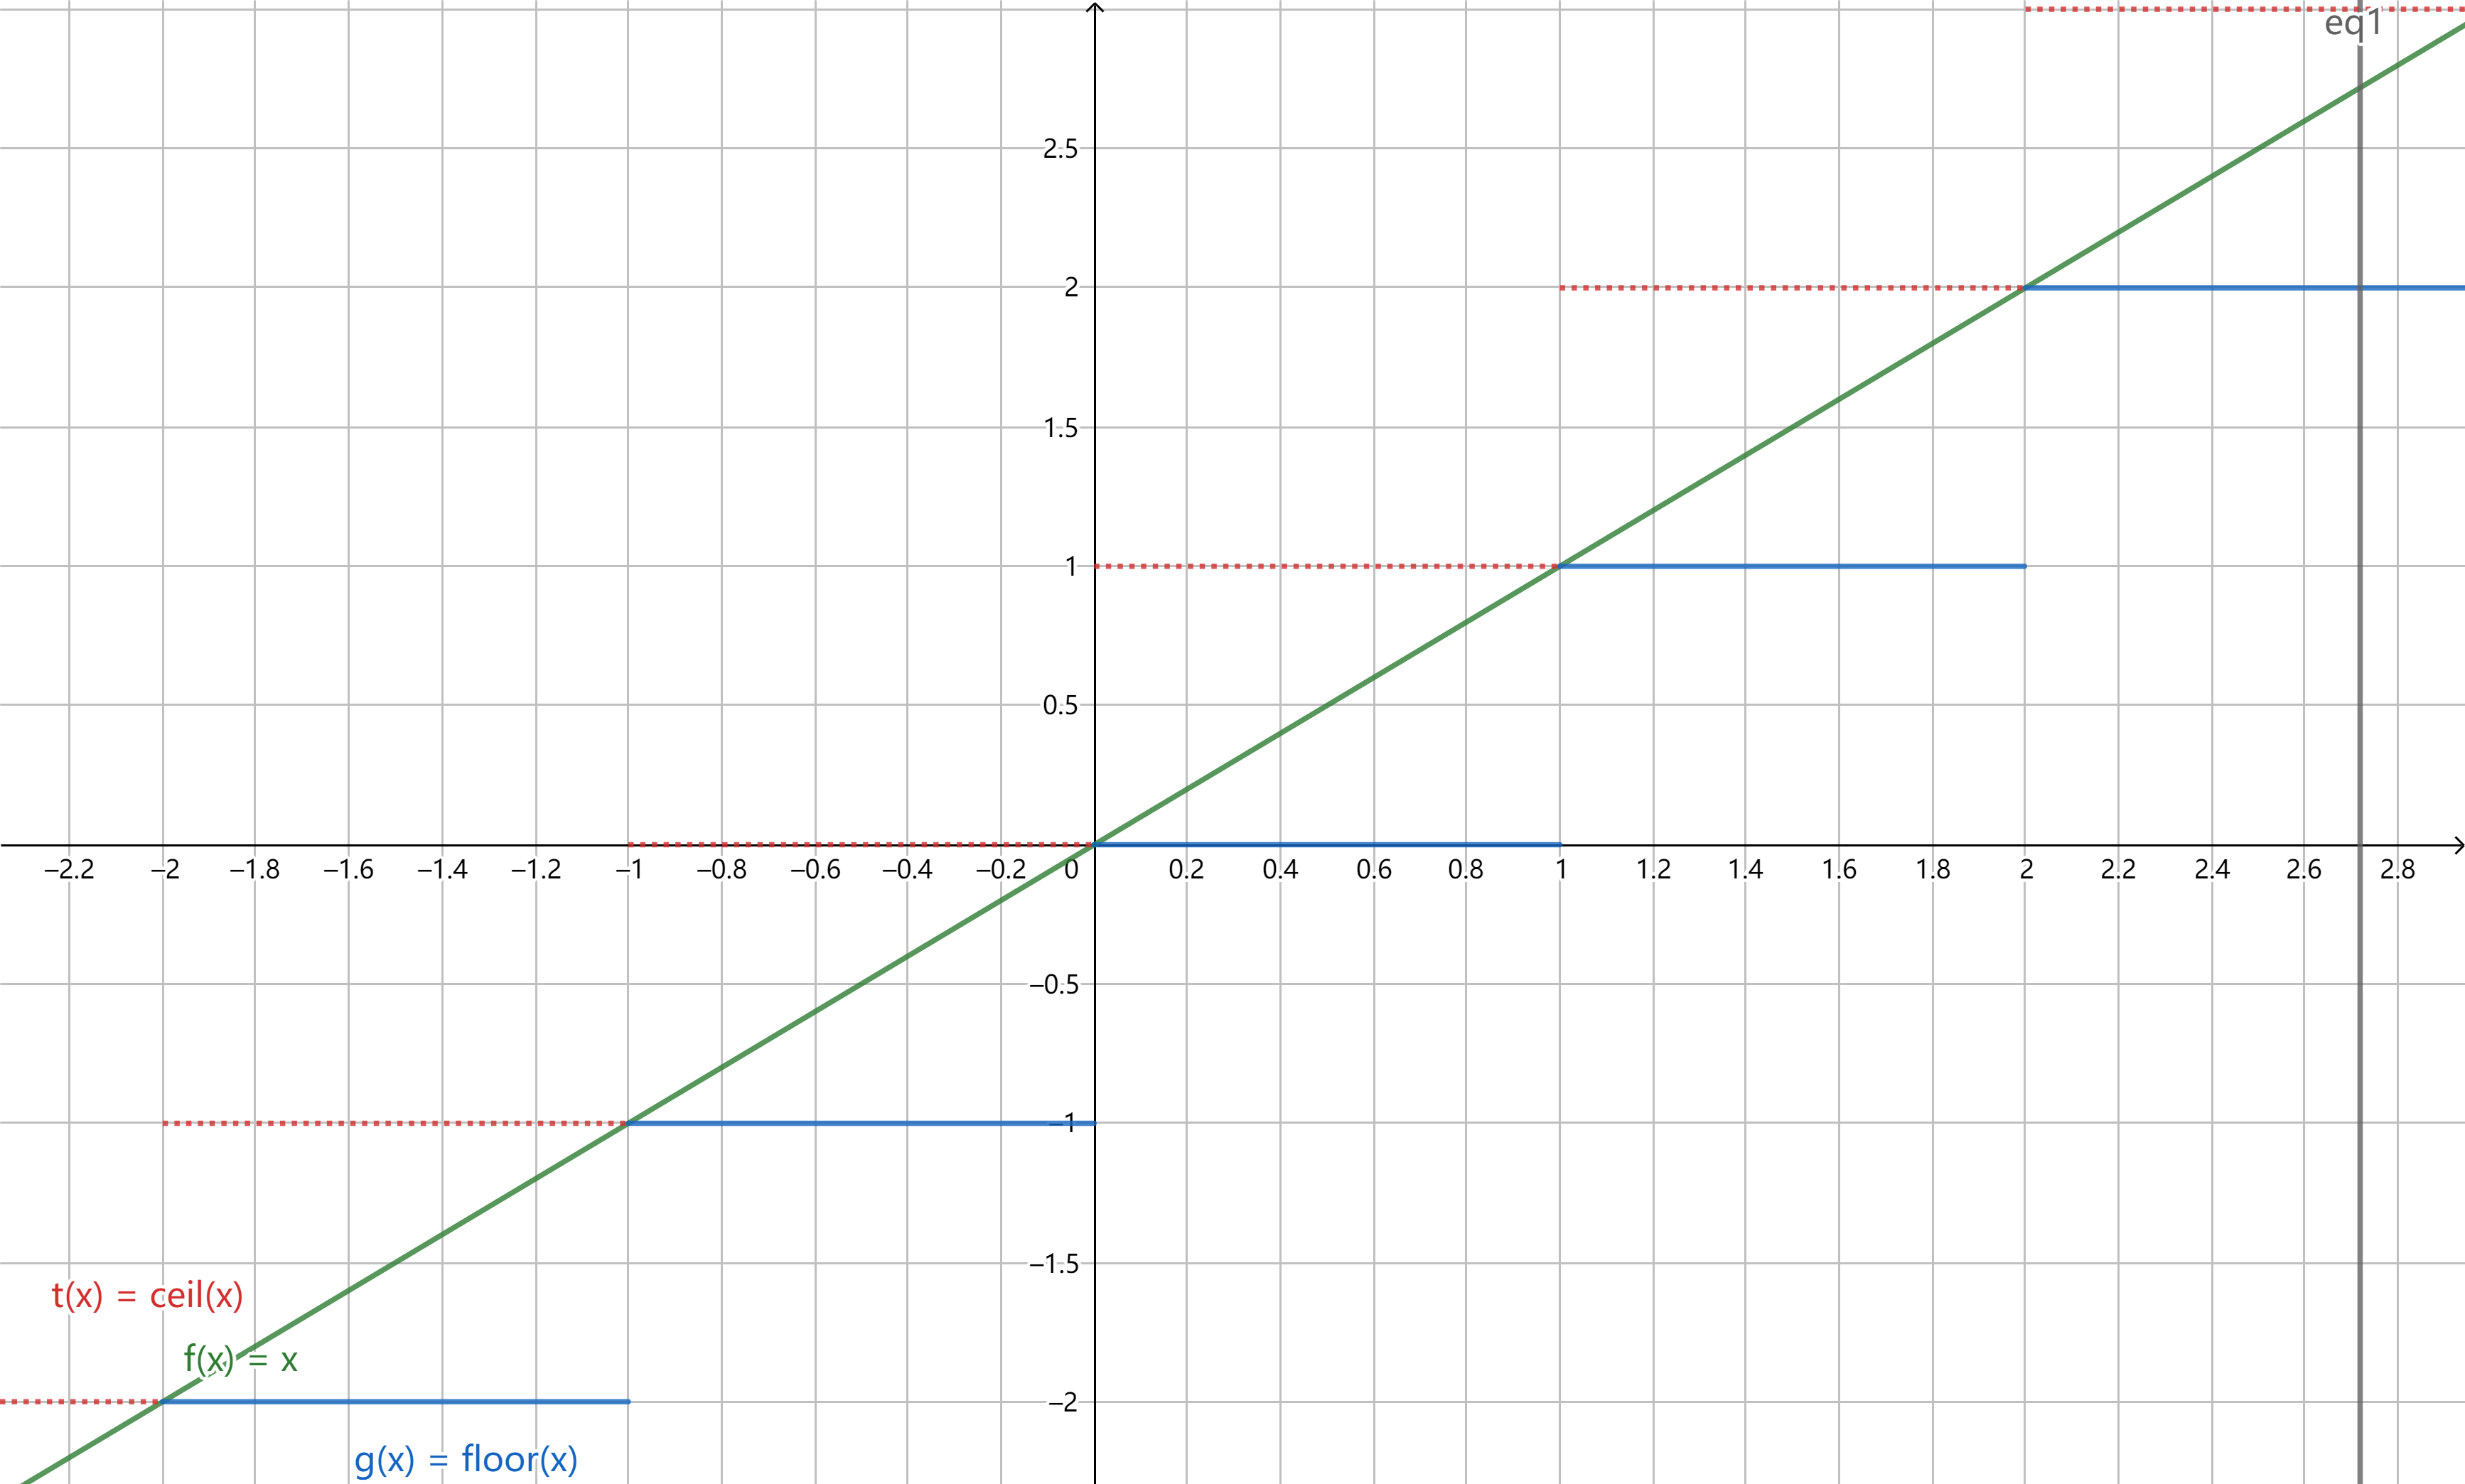 eq1
2.5
2
1.5
1
0.5
−2.2 −2 −1.8 −1.6 −1.4 −1.2 −1 −0.8 −0.6 −0.4 −0.2 0 0.2 0.4 0.6 0.8 1 1.2 1.4 1.6 1.8 2 2.2 2.4 2.6 2.8
−0.5
−1
−1.5
t(x) = ceil(x)
f(x) = x
−2
g(x) = floor(x)